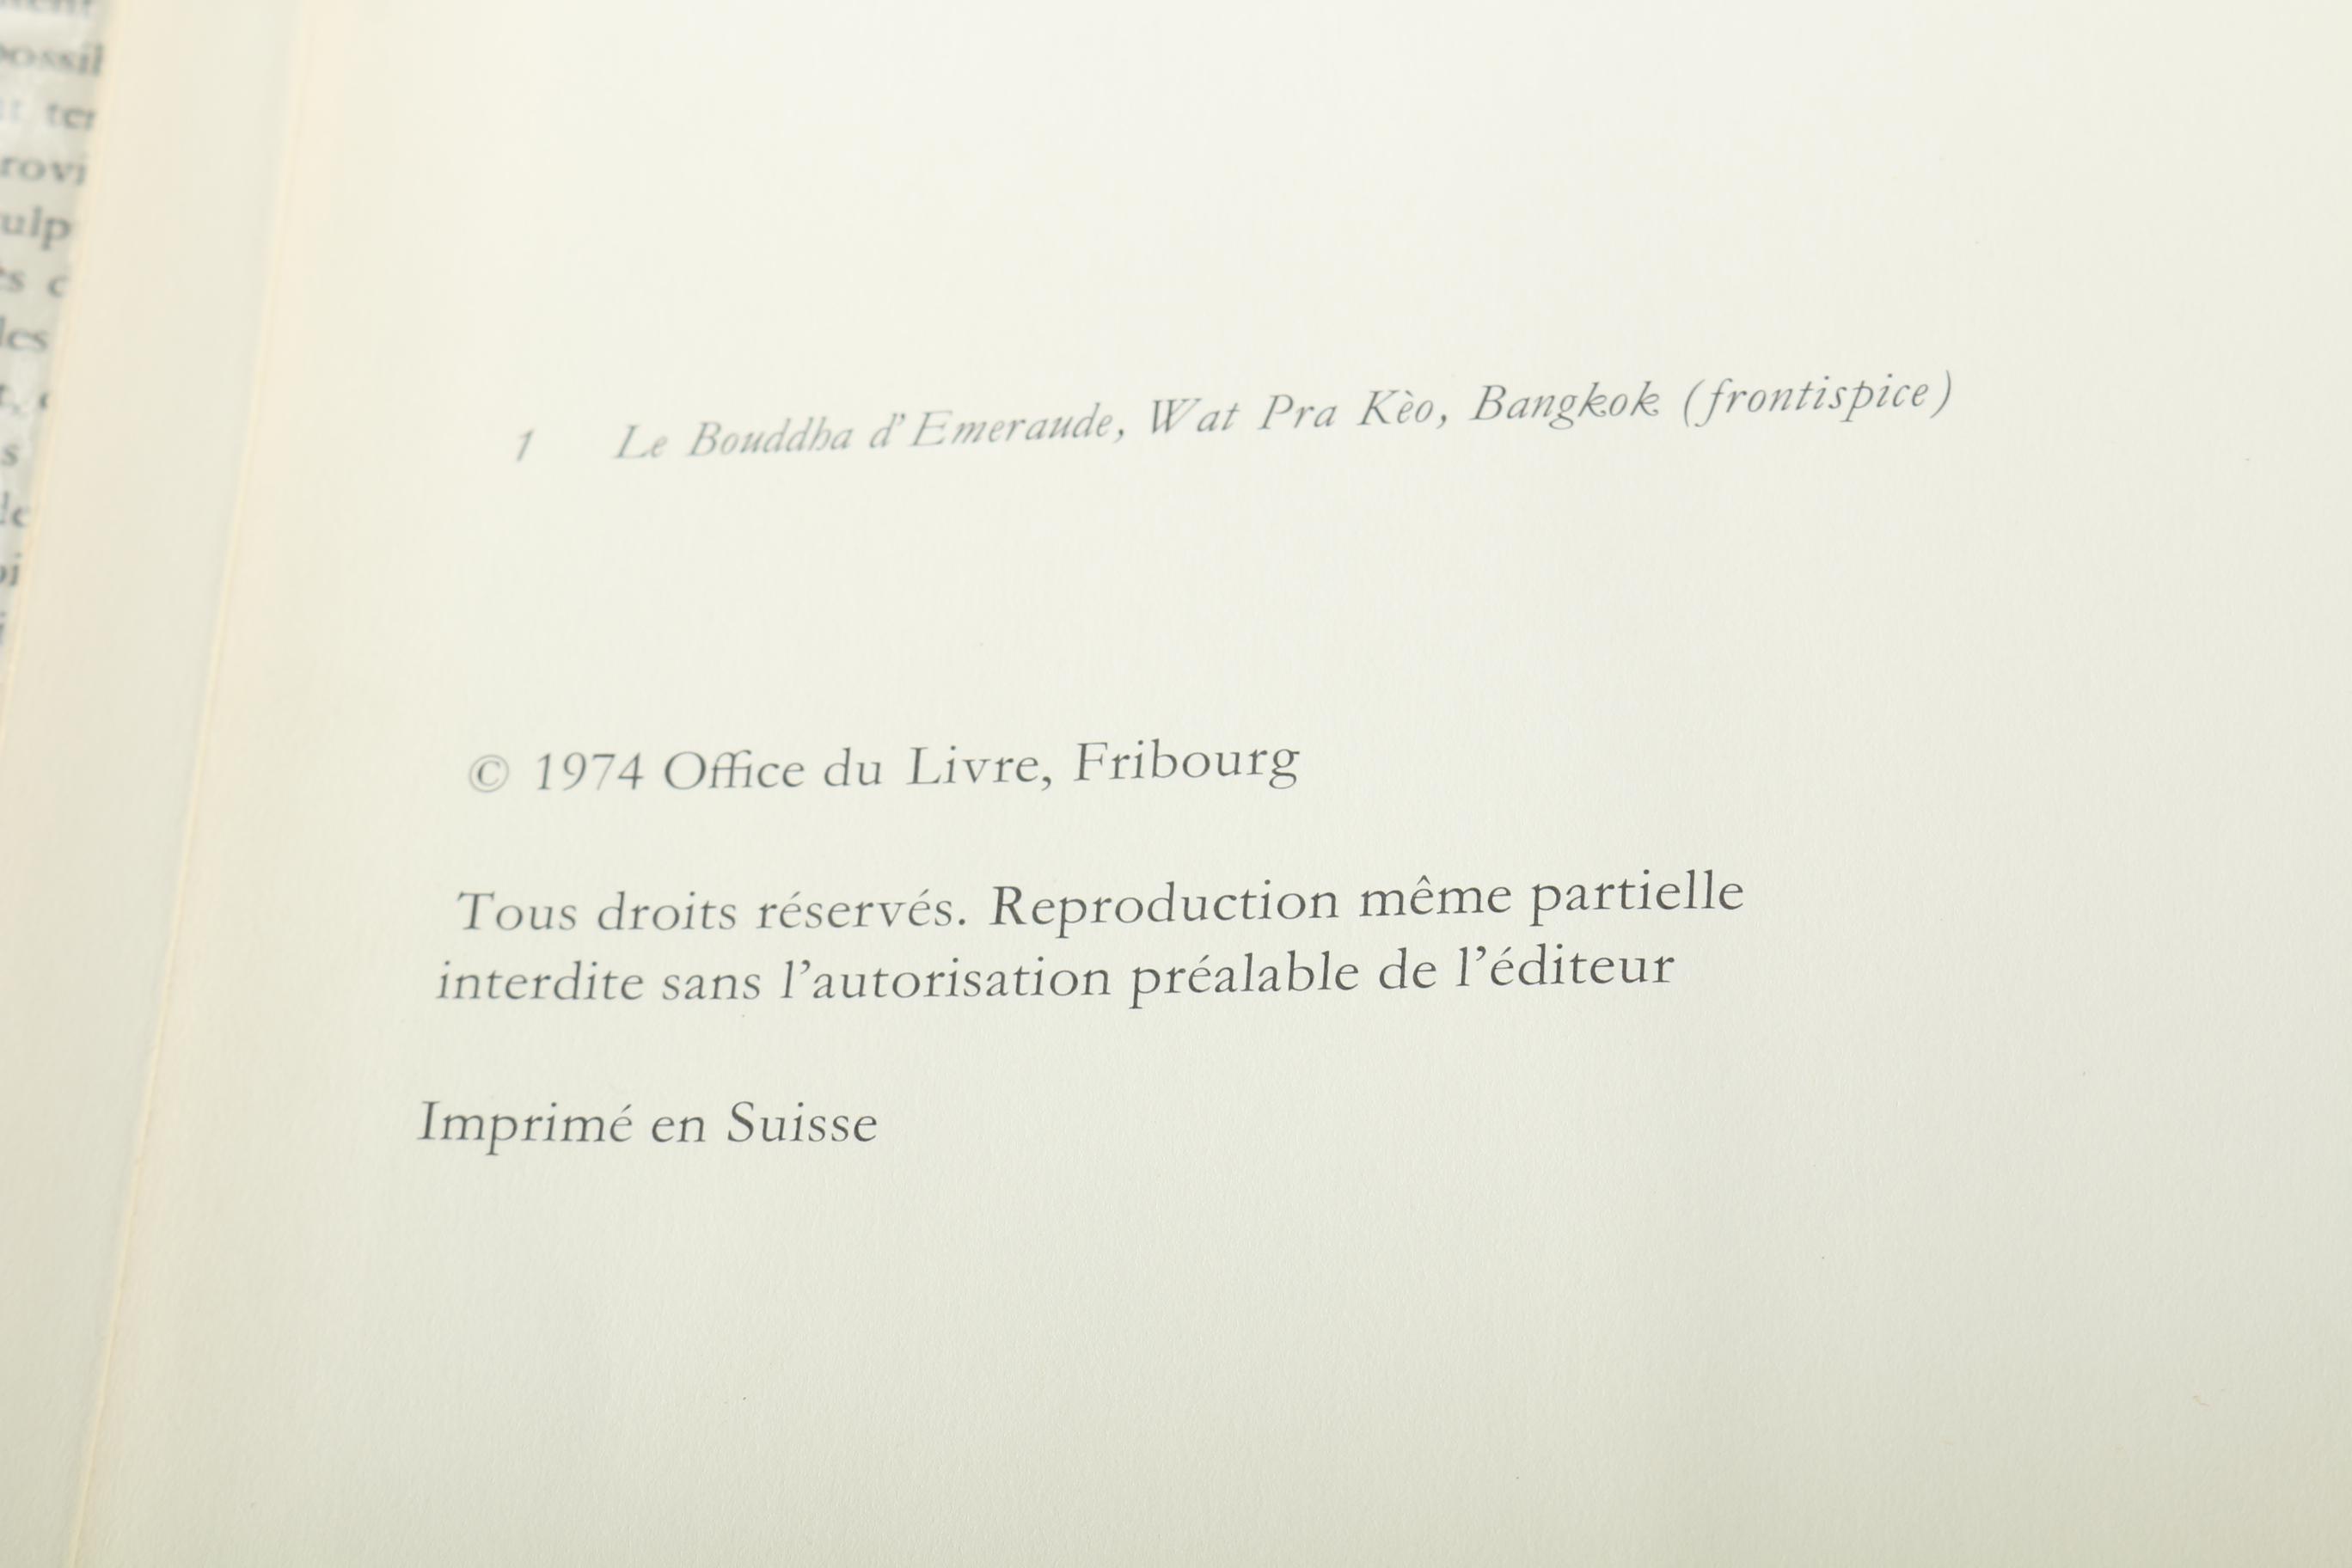 1 Le Bouddha d'Emeraude, Wat Pra Kèo, Bangkok (frontispice)
© 1974 Office du Livre, Fribourg
Tous droits réservés. Reproduction même partielle
interdite sans l'autorisation préalable de l'éditeur
Imprimé en Suisse